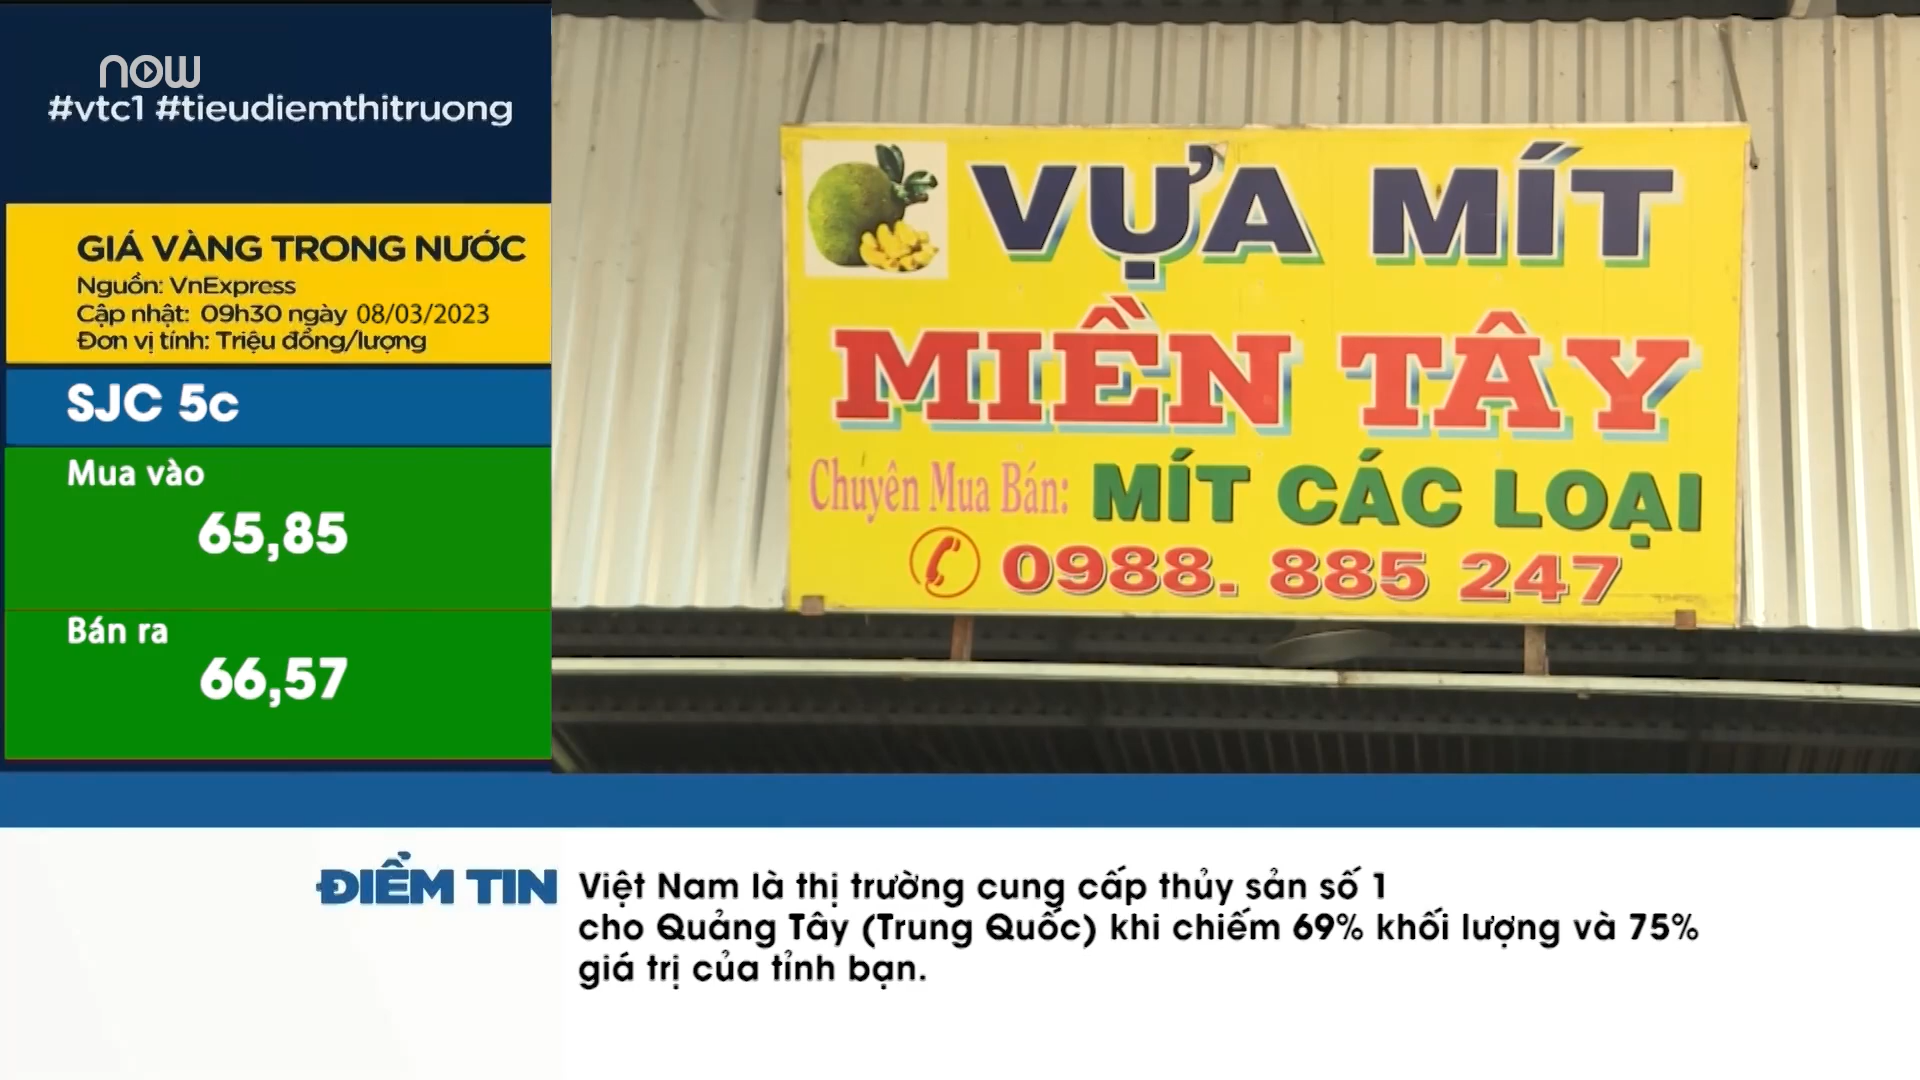 now
#vtc1 #tieudiemthitruong
GIÁ VÀNG TRONG NƯỚC
Nguồn: VnExpress
Cập nhật: 09h30 ngày 08/03/2023
Đơn vị tính: Triệu đồng/lượng
SJC 5c
Mua vào
65,85
Bán ra
66,57
VỰA MÍT
MIỀN TÂY
Chuyên Mua Bán: MÍT CÁC LOẠI
0988. 885 247
ĐIỂM TIN
Việt Nam là thị trường cung cấp thủy sản số 1
cho Quảng Tây (Trung Quốc) khi chiếm 69% khối lượng và 75%
giá trị của tỉnh bạn.